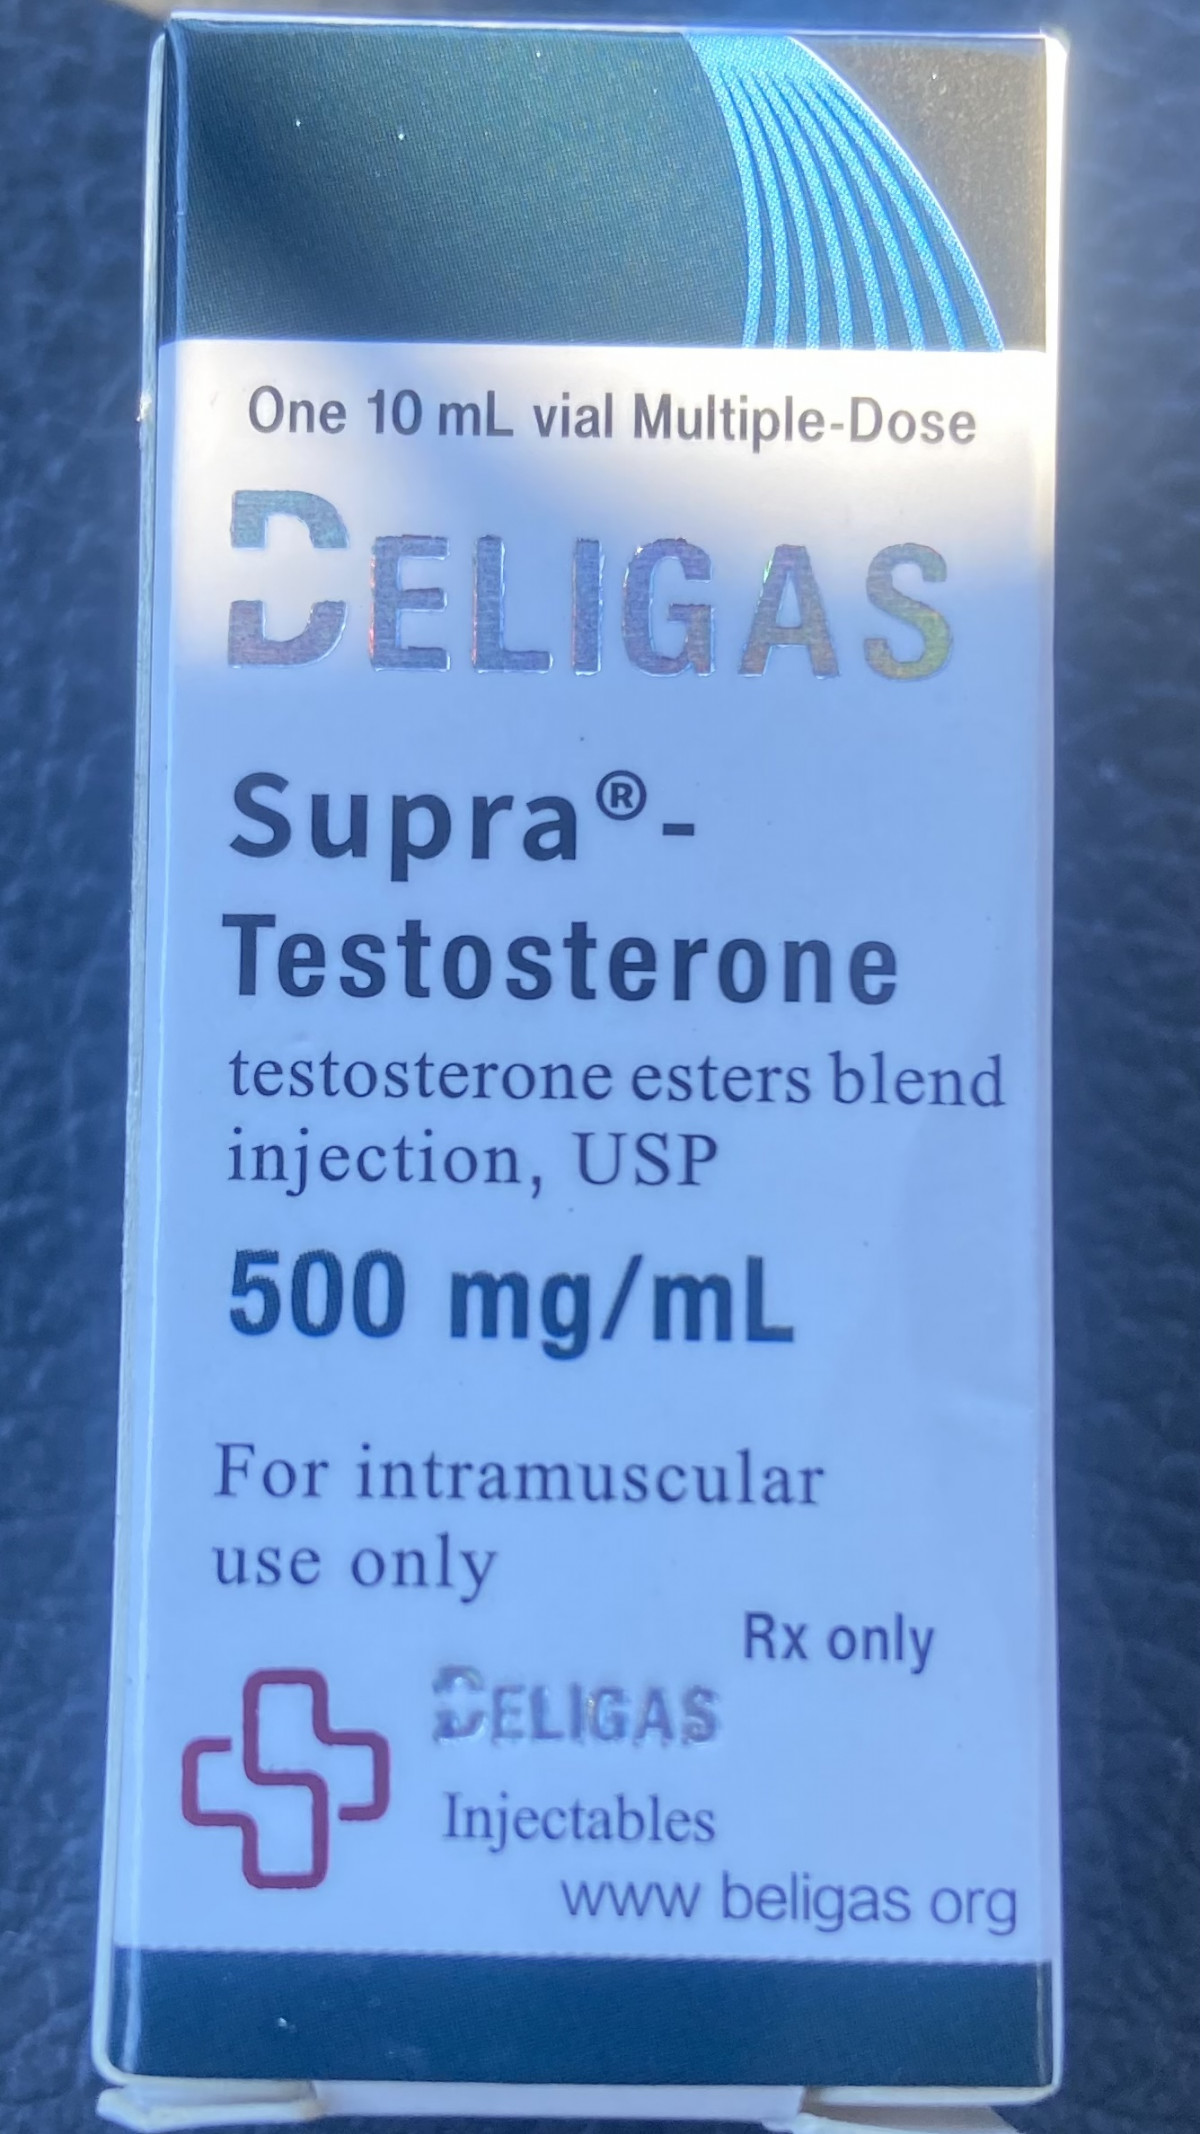 One 10 mL vial Multiple-Dose
BELIGAS
Supra®-
Testosterone
testosterone esters blend
injection, USP
500 mg/mL
For intramuscular
use only
Rx only
BELIGAS
Injectables
www beligas org